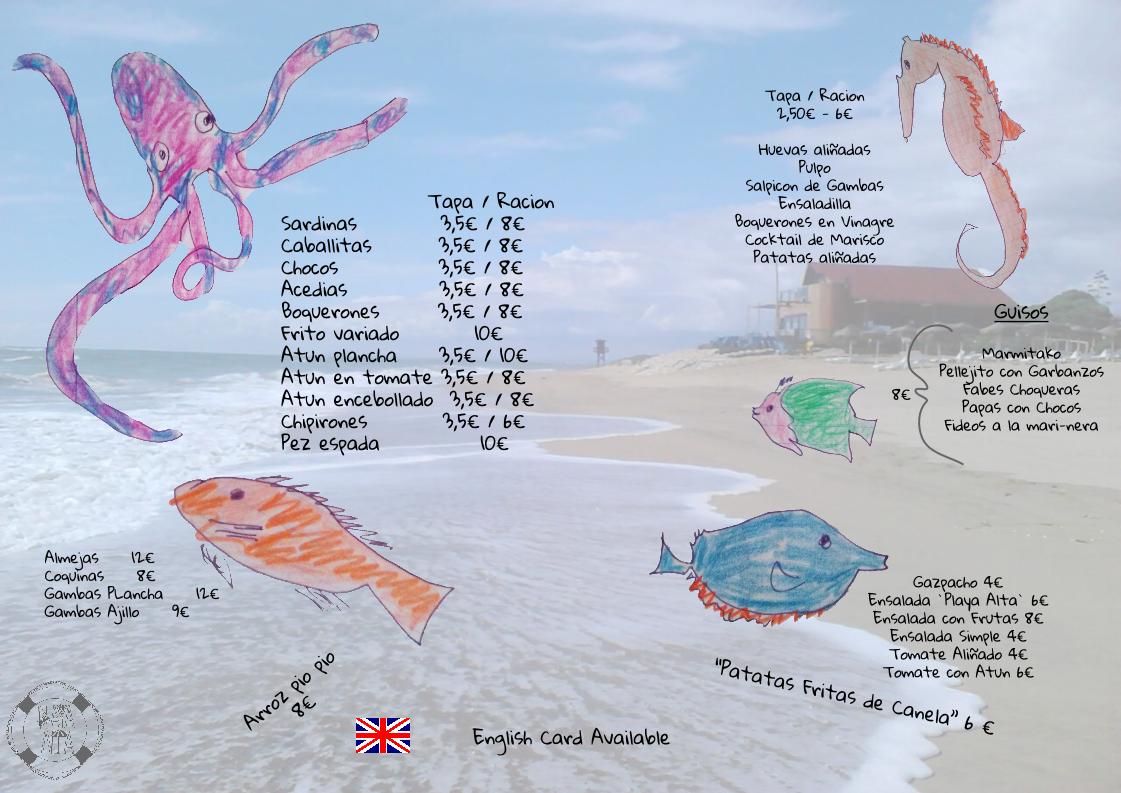 Tapa / Racion
2,50€ - 6€
Huevas aliñadas
Pulpo
Salpicon de Gambas
Ensaladilla
Boquerones en Vinagre
Cocktail de Marisco
Patatas aliñadas
Tapa / Racion
Sardinas 3,5€ / 8€
Caballitas 3,5€ / 8€
Chocos 3,5€ / 8€
Acedias 3,5€ / 8€
Boquerones 3,5€ / 8€
Frito variado 10€
Atun plancha 3,5€ / 10€
Atun en tomate 3,5€ / 8€
Atun encebollado 3,5€ / 8€
Chipirones 3,5€ / 6€
Pez espada 10€
Guisos
8€
Marmitako
Pellejito con Garbanzos
Fabes Choqueras
Papas con Chocos
Fideos a la mari-nera
Almejas 12€
Coquinas 8€
Gambas PLancha 12€
Gambas Ajillo 9€
Gazpacho 4€
Ensalada `Playa Alta` 6€
Ensalada con Frutas 8€
Ensalada Simple 4€
Tomate Aliñado 4€
Tomate con Atun 6€
Arroz pio pio
8€
"Patatas Fritas de Canela" 6 €
English Card Available